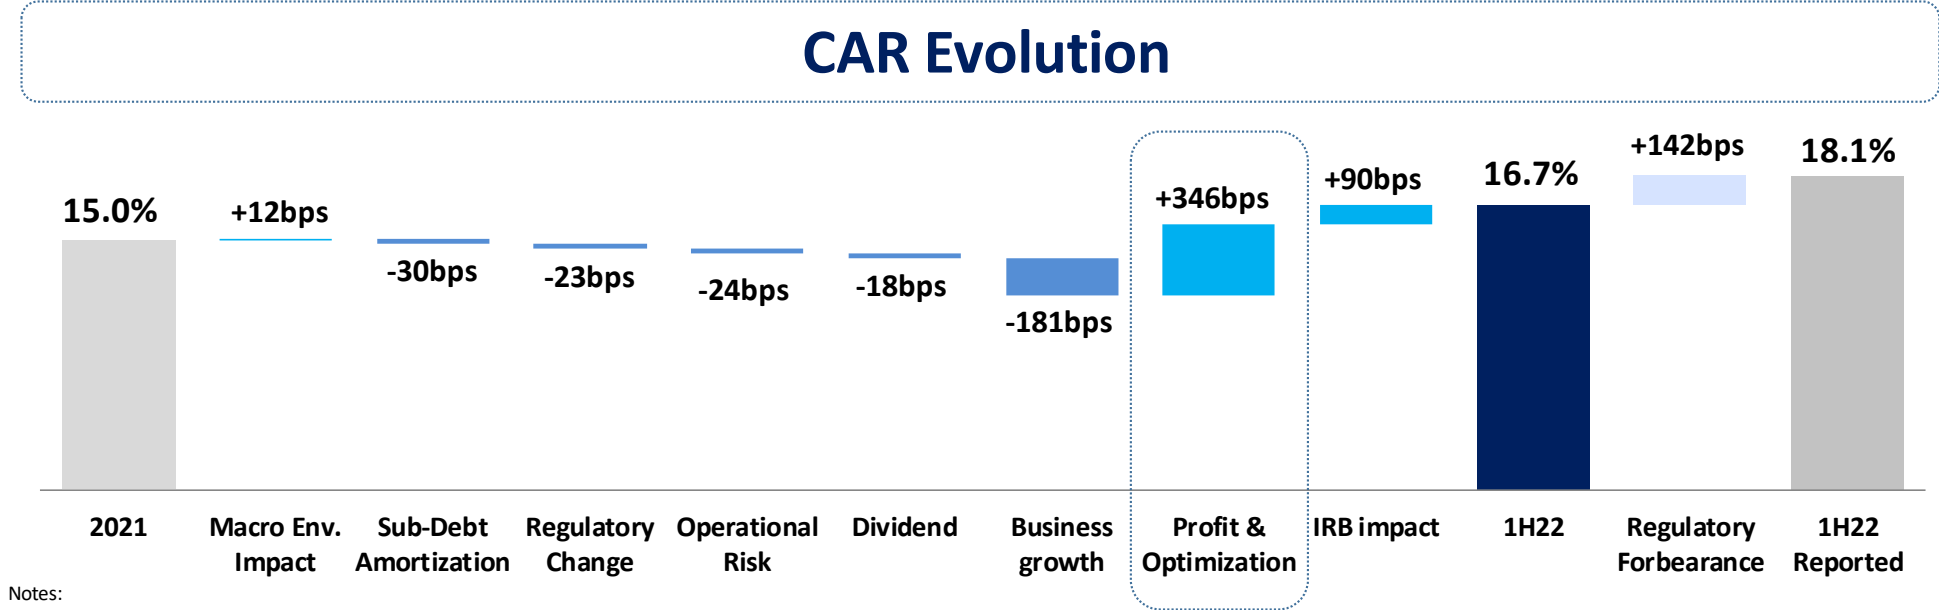 CAR Evolution
15.0%
+12bps
-30bps
-23bps
-24bps
-18bps
-181bps
+346bps
+90bps
16.7%
+142bps
18.1%
2021
Macro Env.
Impact
Sub-Debt
Amortization
Regulatory
Change
Operational
Risk
Dividend
Business
growth
Profit &
Optimization
IRB impact
1H22
Regulatory
Forbearance
1H22
Reported
Notes: